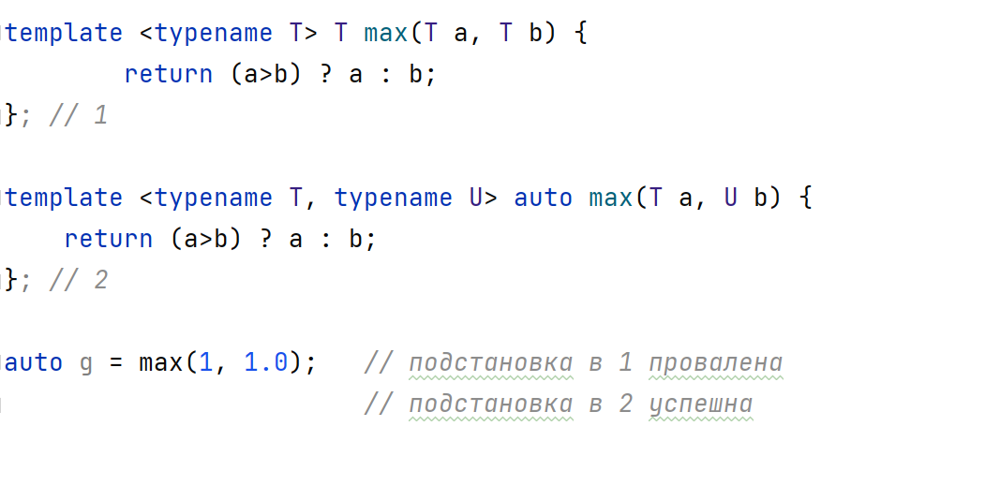 template <typename T> T max(T a, T b) {
return (a>b) ? a : b;
}; // 1
template <typename T, typename U> auto max(T a, U b) {
return (a>b) ? a : b;
}; // 2
auto g = max(1, 1.0); // подстановка в 1 провалена
// подстановка в 2 успешна